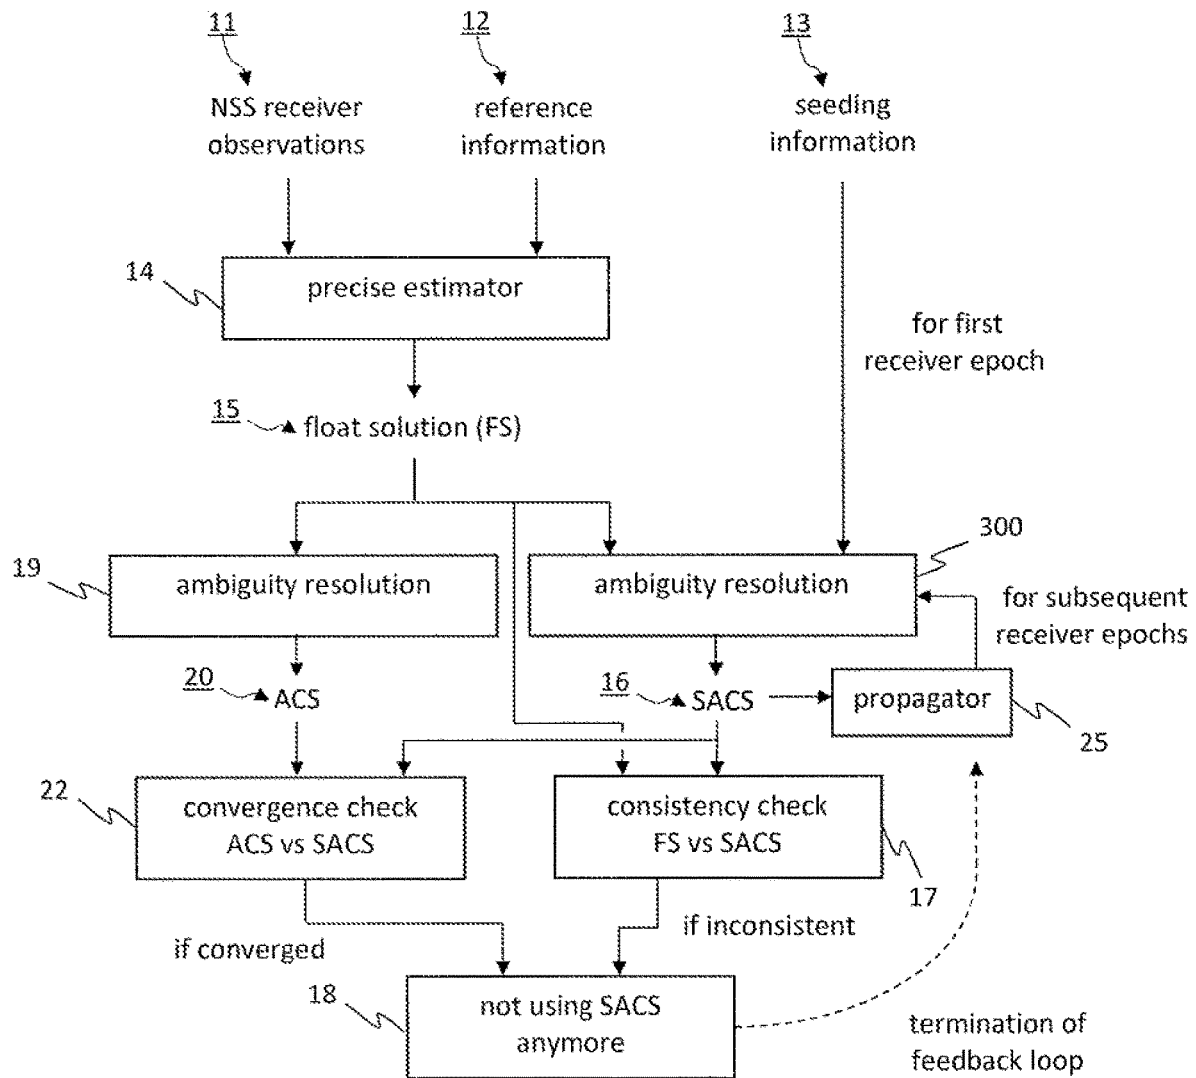 11
12
13
NSS receiver
observations
reference
information
seeding
information
14
precise estimator
for first
receiver epoch
15
float solution (FS)
300
19
ambiguity resolution
ambiguity resolution
for subsequent
receiver epochs
20
ACS
16
SACS
propagator
25
22
convergence check
ACS vs SACS
consistency check
FS vs SACS
17
if converged
if inconsistent
18
not using SACS
anymore
termination of
feedback loop